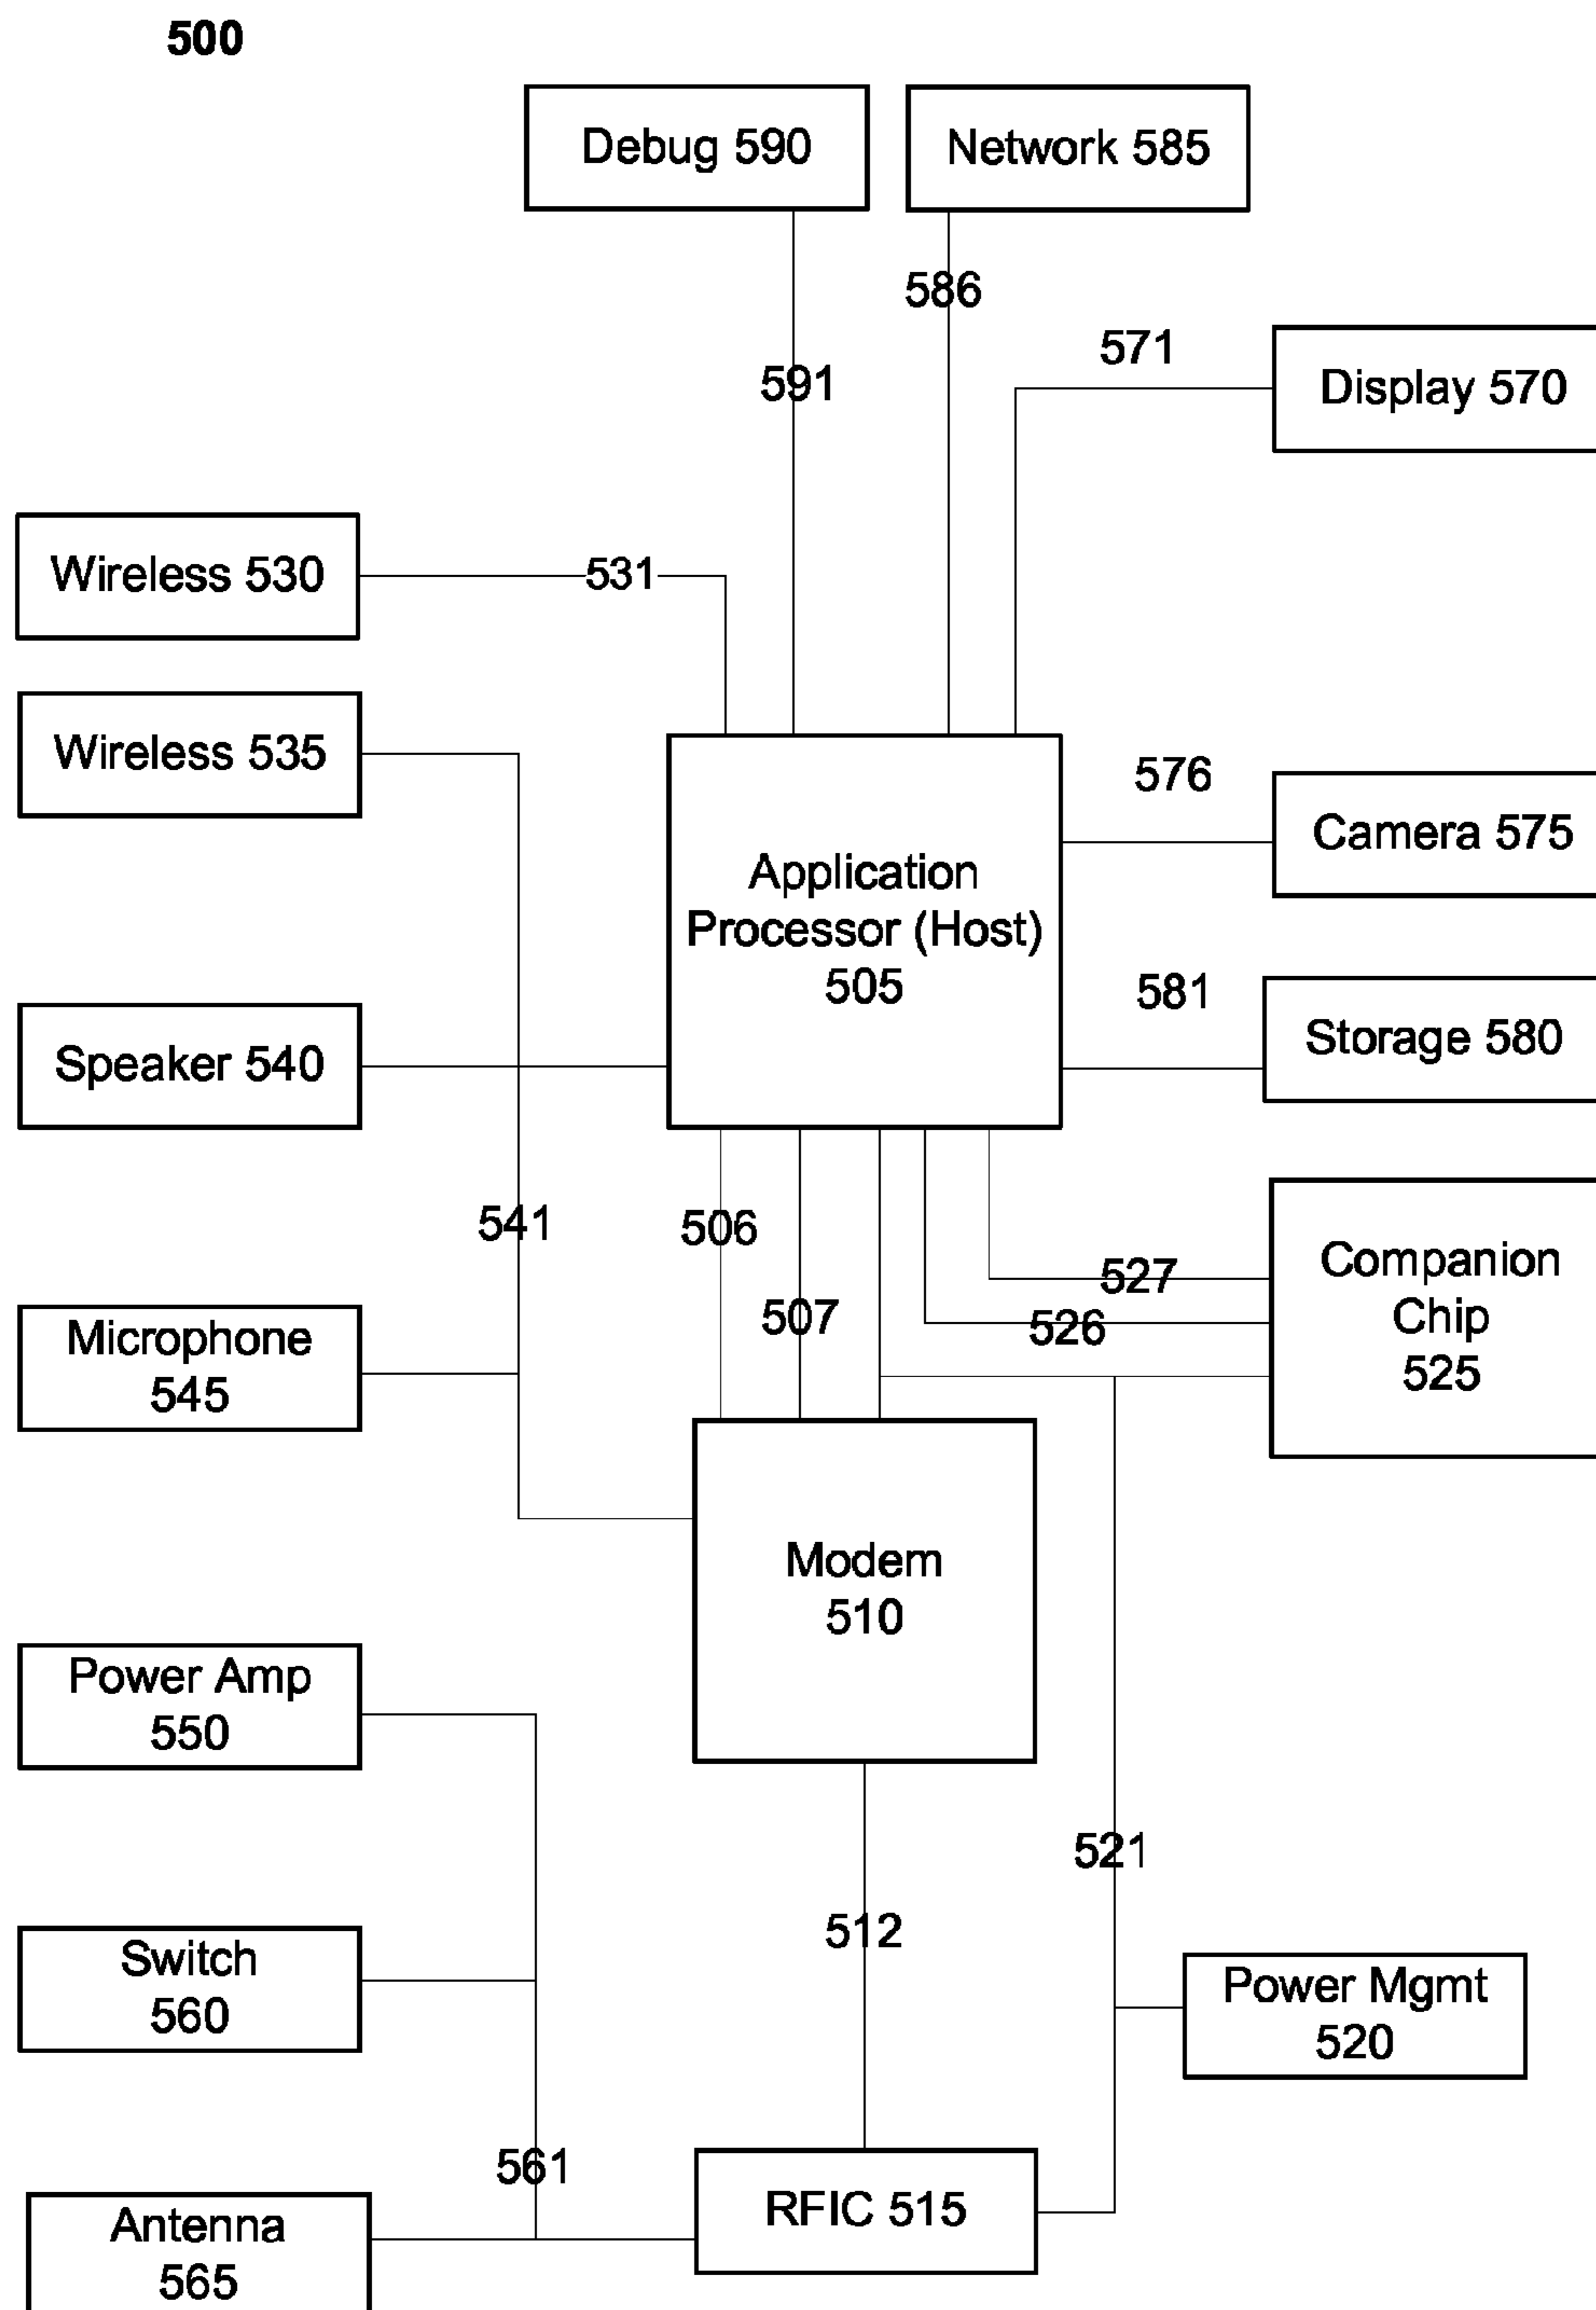 500
Debug 590
Network 585
586
571
Display 570
591
Wireless 530
531
Wireless 535
576
Camera 575
Application
Processor (Host)
505
581
Storage 580
Speaker 540
541
506
507
527
526
Companion
Chip
525
Microphone
545
Modem
510
Power Amp
550
521
512
Switch
560
Power Mgmt
520
561
RFIC 515
Antenna
565